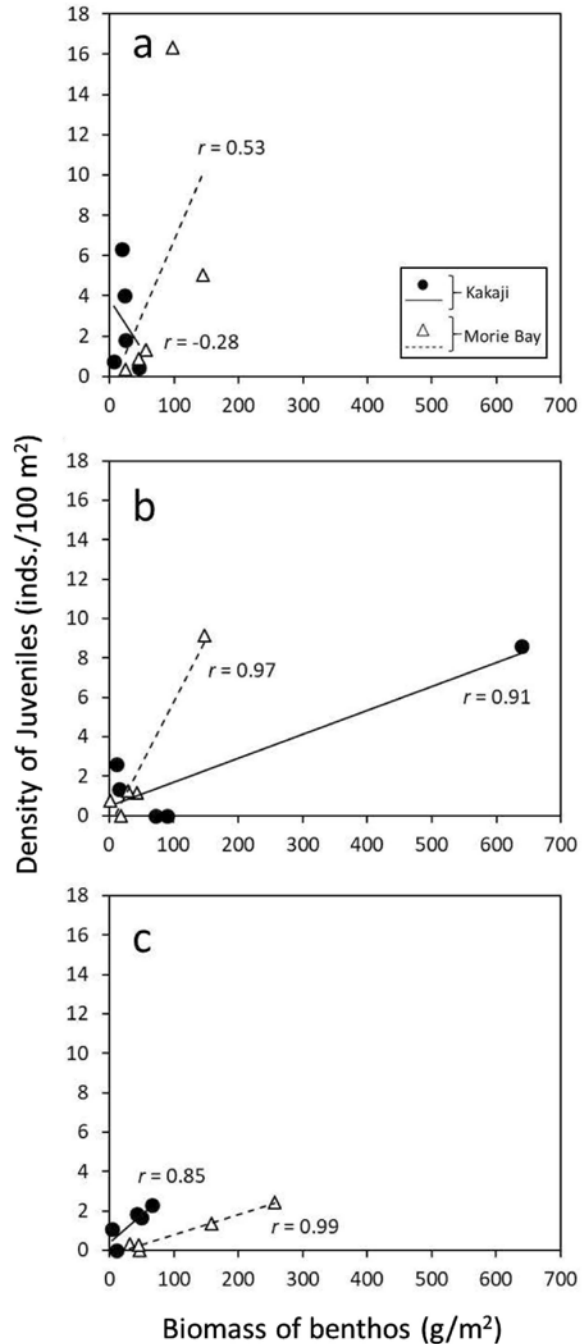 Density of Juveniles (inds./100 m²)
18
a
16
14
12
r = 0.53
10
8
6
Kakaji
4
Morie Bay
2
r = -0.28
0
0 100 200 300 400 500 600 700
18
b
16
14
12
10
8
r = 0.97
6
r = 0.91
4
2
0
0 100 200 300 400 500 600 700
18
c
16
14
12
10
8
6
4
r = 0.85
2
r = 0.99
0
0 100 200 300 400 500 600 700
Biomass of benthos (g/m²)